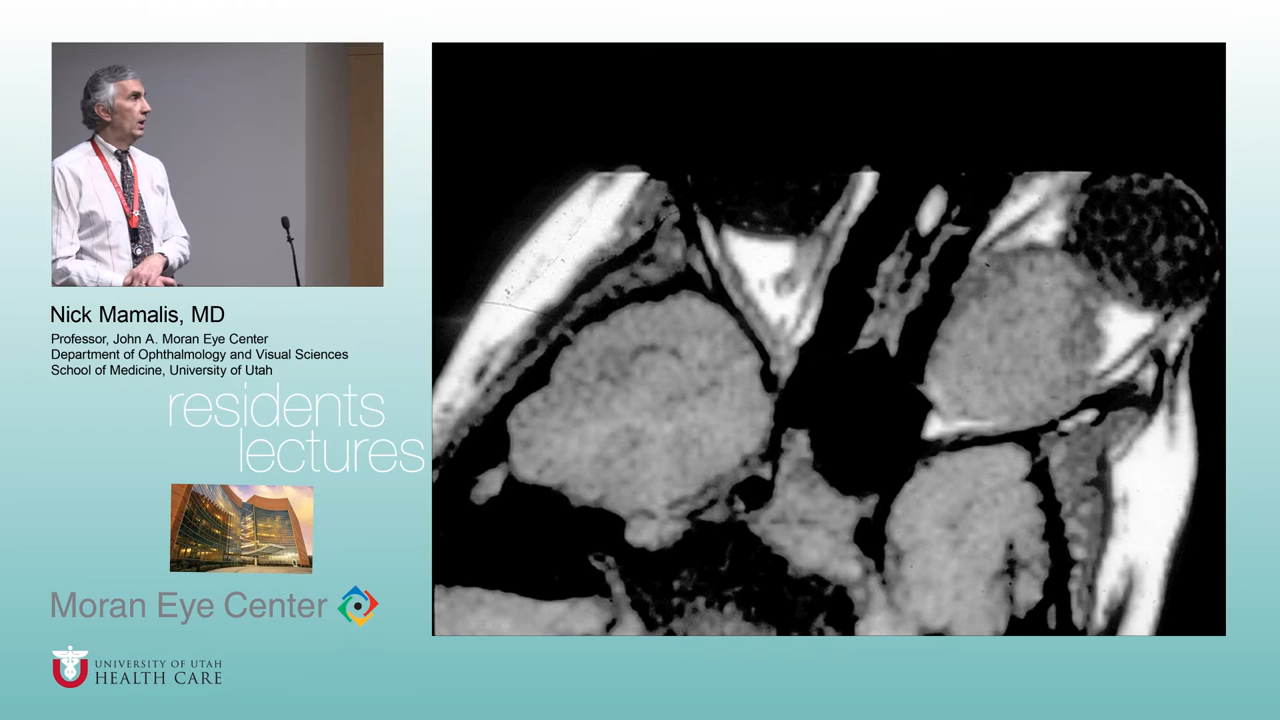 Nick Mamalis, MD
Professor, John A. Moran Eye Center
Department of Ophthalmology and Visual Sciences
School of Medicine, University of Utah
residents
lectures
Moran Eye Center
U
UNIVERSITY OF UTAH
HEALTH CARE